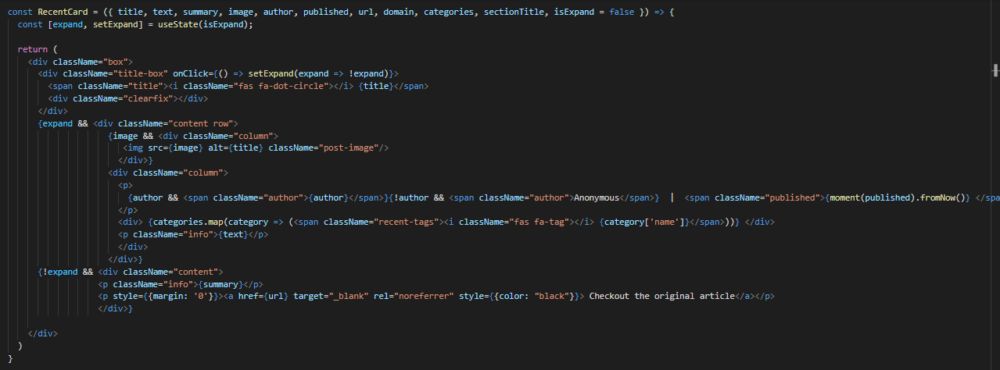 const RecentCard = ({ title, text, summary, image, author, published, url, domain, categories, sectionTitle, isExpand = false }) => {
  const [expand, setExpand] = useState(isExpand);

  return (
    <div className="box">
      <div className="title-box" onClick={() => setExpand(expand => !expand)}>
        <span className="title"><i className="fas fa-dot-circle"></i> {title}</span>
        <div className="clearfix"></div>
      </div>
      {expand && <div className="content row">
                    {image && <div className="column">
                       <img src={image} alt={title} className="post-image"/>
                      </div>}
                    <div className="column">
                      <p>
                        {author && <span className="author">{author}</span>}{!author && <span className="author">Anonymous</span>}  |  <span className="published">{moment(published).fromNow()} </spa
                      </p>
                      <div> {categories.map(category => (<span className="recent-tags"><i className="fas fa-tag"></i> {category['name']}</span>))} </div>
                      <p className="info">{text}</p>
                      </div>
                    </div>}
      {!expand && <div className="content">
                  <p className="info">{summary}</p>
                  <p style={{margin: '0'}}><a href={url} target="_blank" rel="noreferrer" style={{color: "black"}}> Checkout the original article</a></p>
                  </div>}

    </div>
  )
}